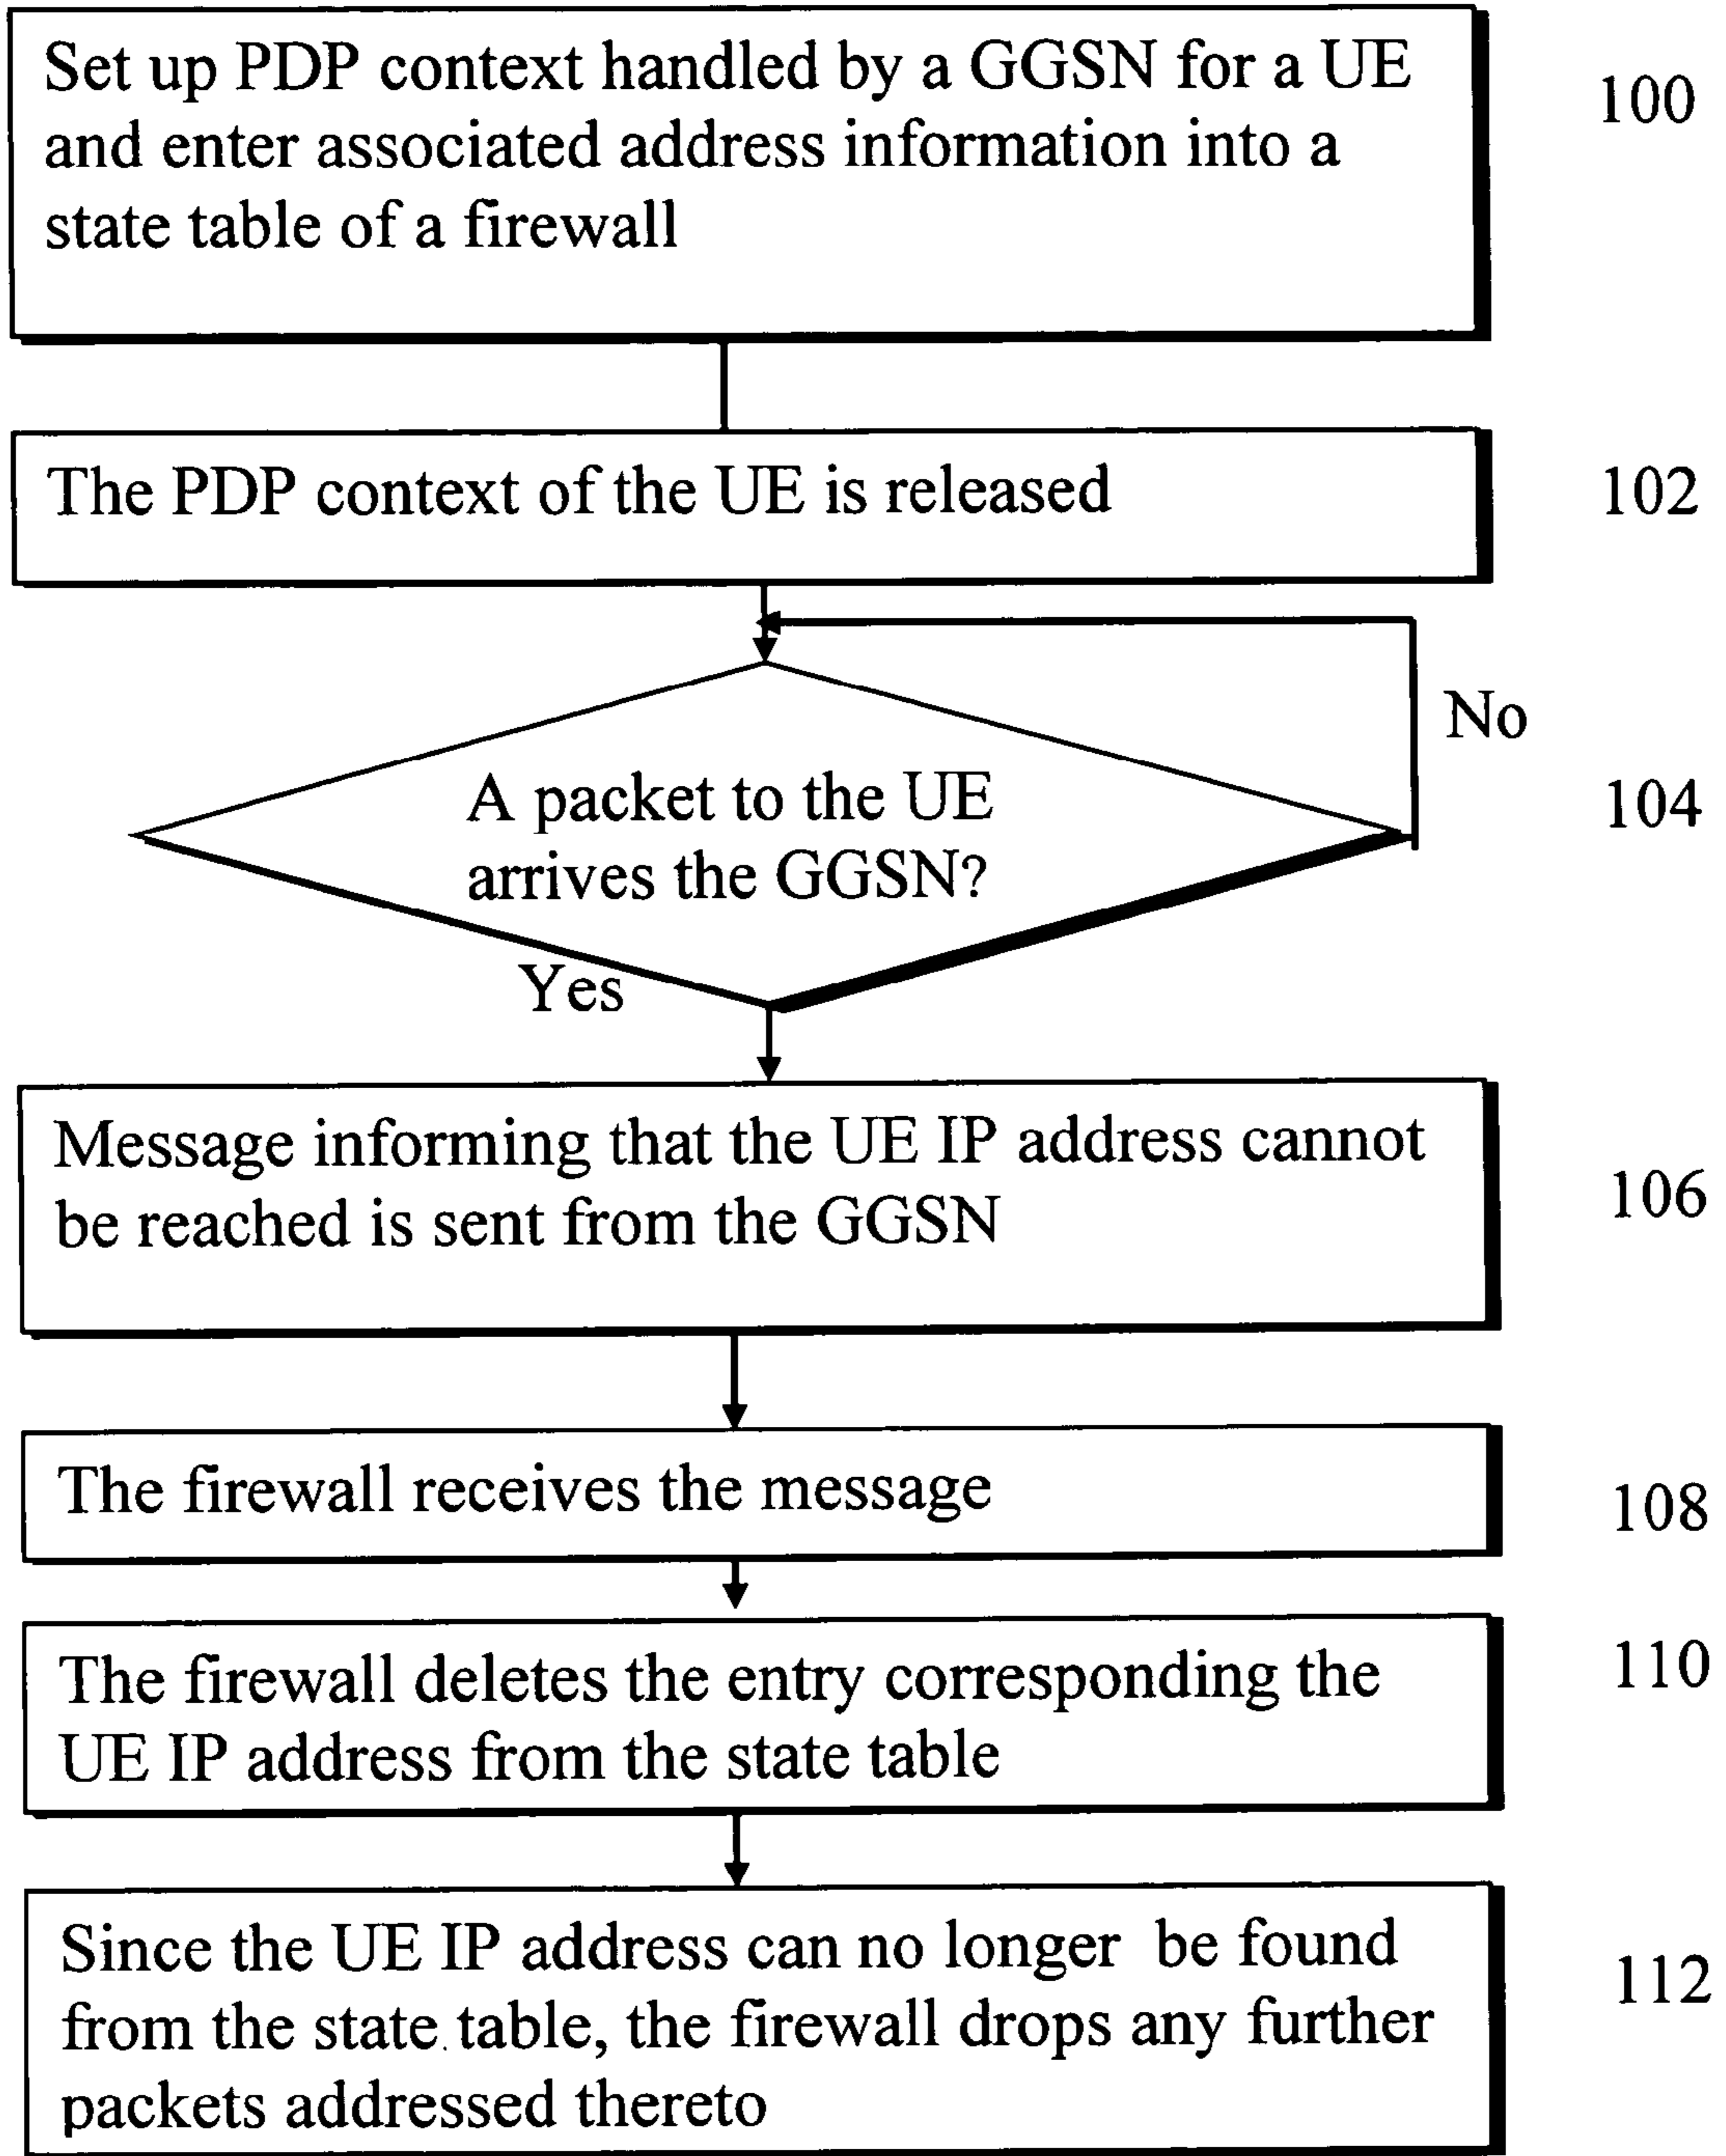 Set up PDP context handled by a GGSN for a UE
and enter associated address information into a
state table of a firewall
100
The PDP context of the UE is released
102
No
A packet to the UE
arrives the GGSN?
104
Yes
Message informing that the UE IP address cannot
be reached is sent from the GGSN
106
The firewall receives the message
108
The firewall deletes the entry corresponding the
UE IP address from the state table
110
Since the UE IP address can no longer be found
from the state table, the firewall drops any further
packets addressed thereto
112